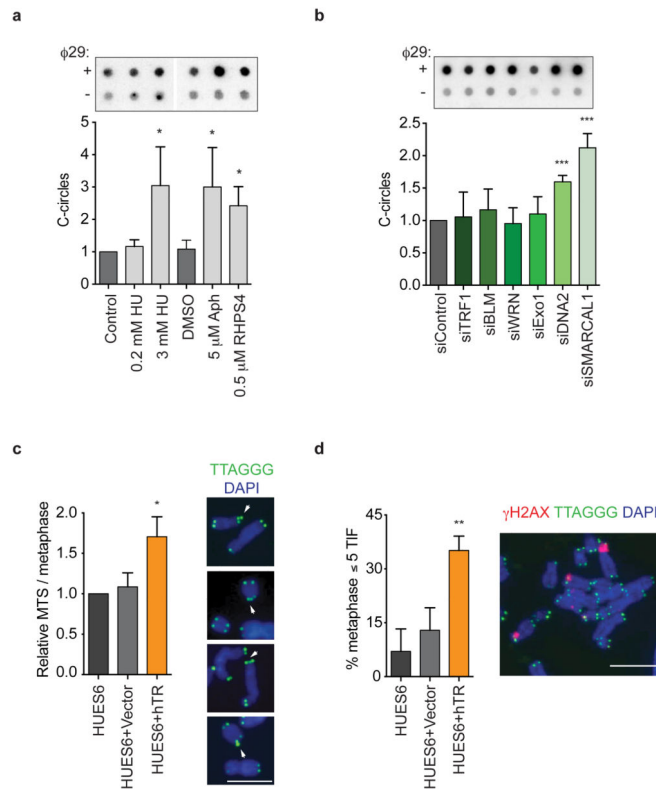 a
ϕ29:
+
-
*
*
*
C-circles
5
4
3
2
1
0
Control
0.2 mM HU
3 mM HU
DMSO
5 μM Aph
0.5 μM RHPS4
b
ϕ29:
+
-
***
***
C-circles
2.5
2.0
1.5
1.0
0.5
0.0
siControl
siTRF1
siBLM
siWRN
siExo1
siDNA2
siSMARCAL1
c
TTAGGG
DAPI
*
Relative MTS / metaphase
2.0
1.5
1.0
0.5
0.0
HUES6
HUES6+Vector
HUES6+hTR
d
γH2AX TTAGGG DAPI
**
% metaphase ≤ 5 TIF
45
30
15
0
HUES6
HUES6+Vector
HUES6+hTR